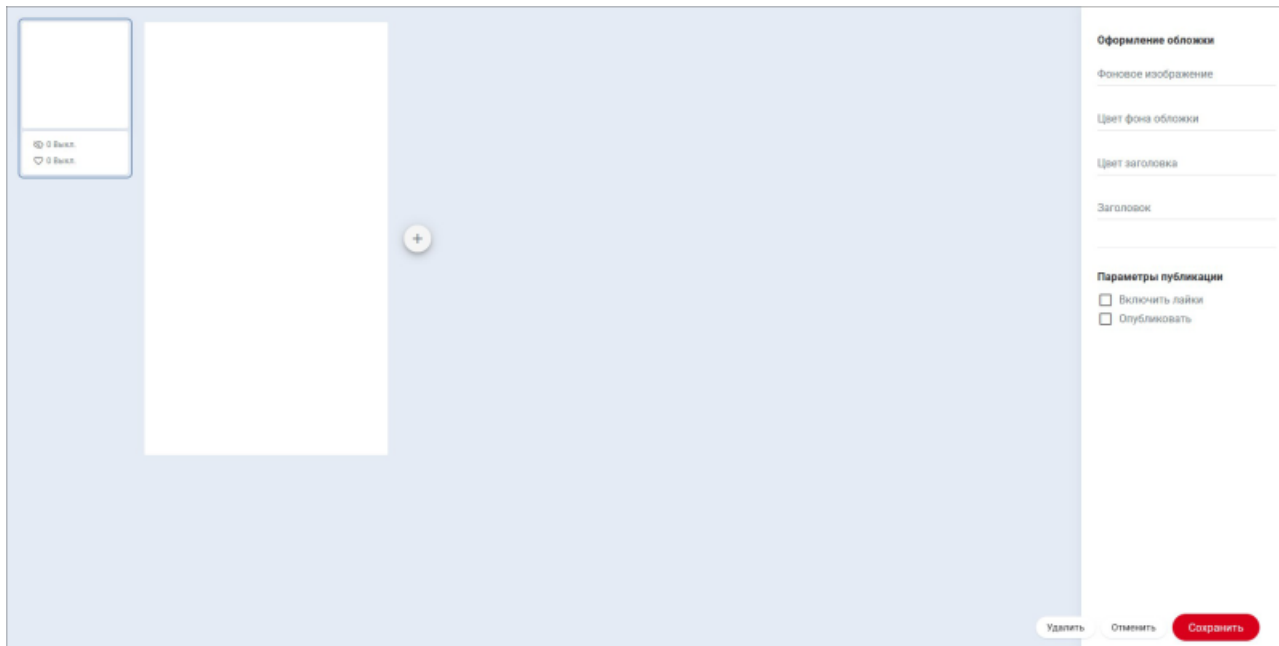 0 Выкл.
0 Выкл.
Оформление обложки
Фоновое изображение
Цвет фона обложки
Цвет заголовка
Заголовок
Параметры публикации
Включить лайки
Опубликовать
Удалить
Отменить
Сохранить